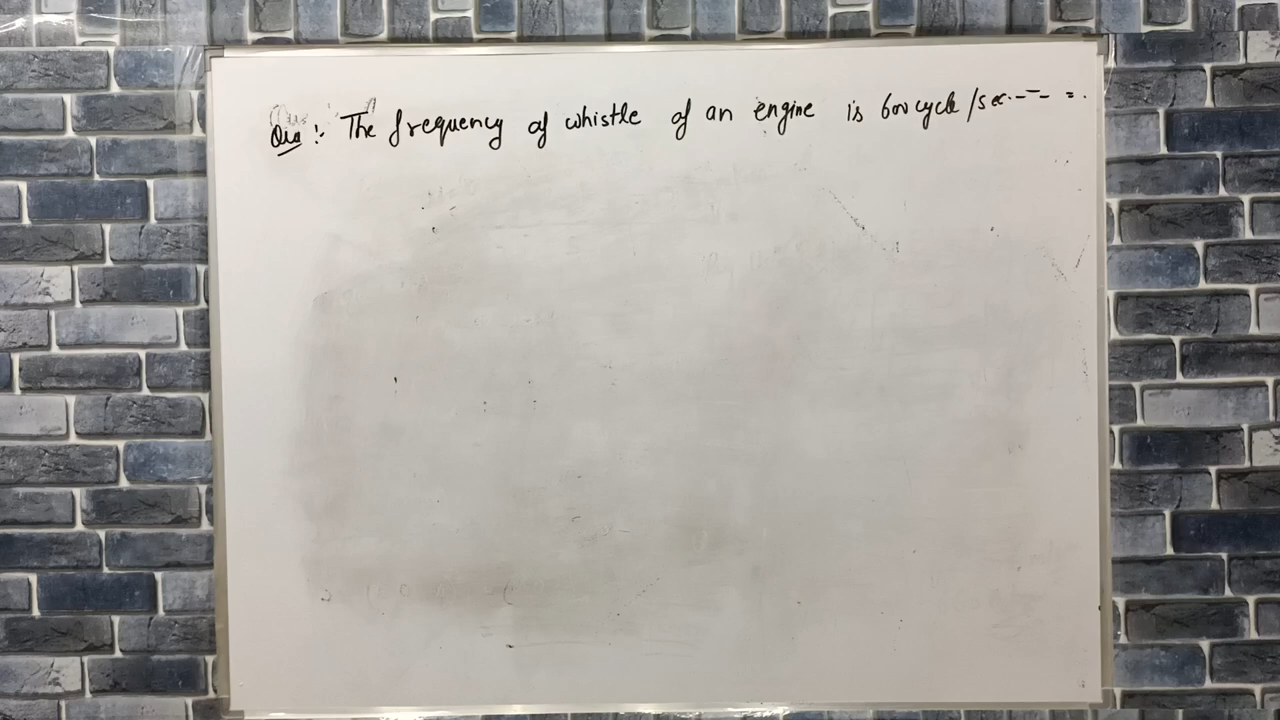 Que:- The frequency of whistle of an engine is 600 cycle/sec.--- =.